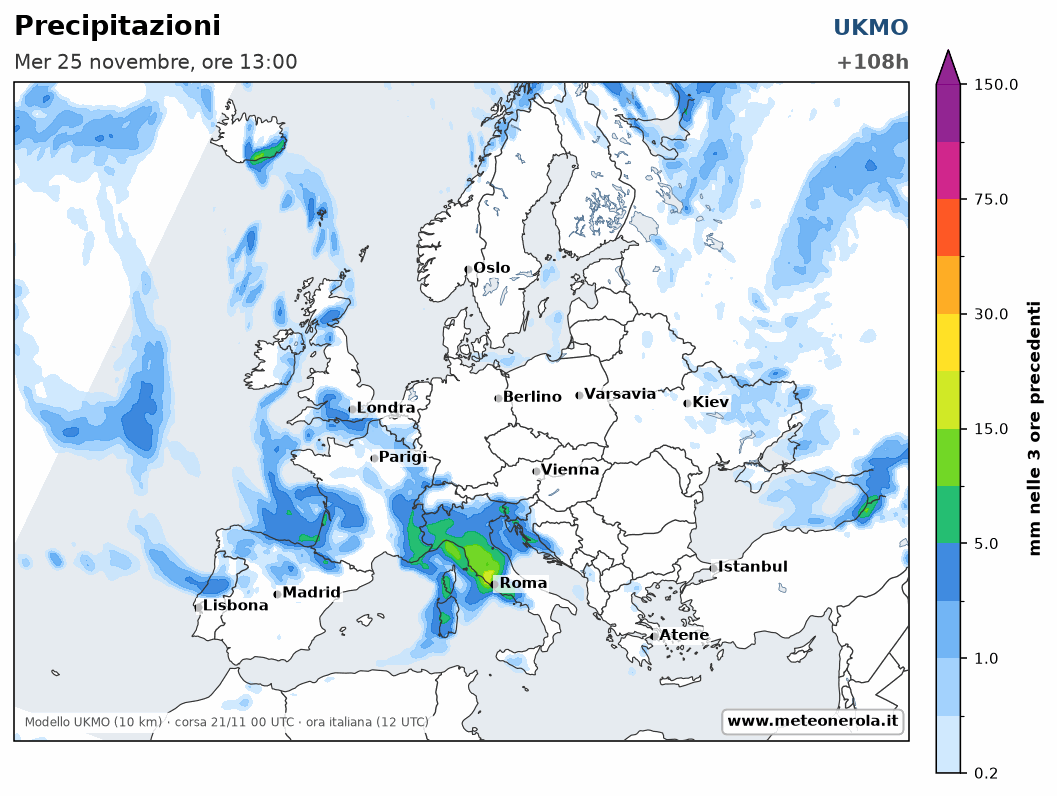 Precipitazioni
UKMO
Mer 25 novembre, ore 13:00
+108h
150.0
75.0
30.0
15.0
5.0
1.0
0.2
mm nelle 3 ore precedenti
Oslo
Berlino
Varsavia
Kiev
Londra
Parigi
Vienna
Istanbul
Roma
Madrid
Lisbona
Atene
Modello UKMO (10 km) · corsa 21/11 00 UTC · ora italiana (12 UTC)
www.meteonerola.it